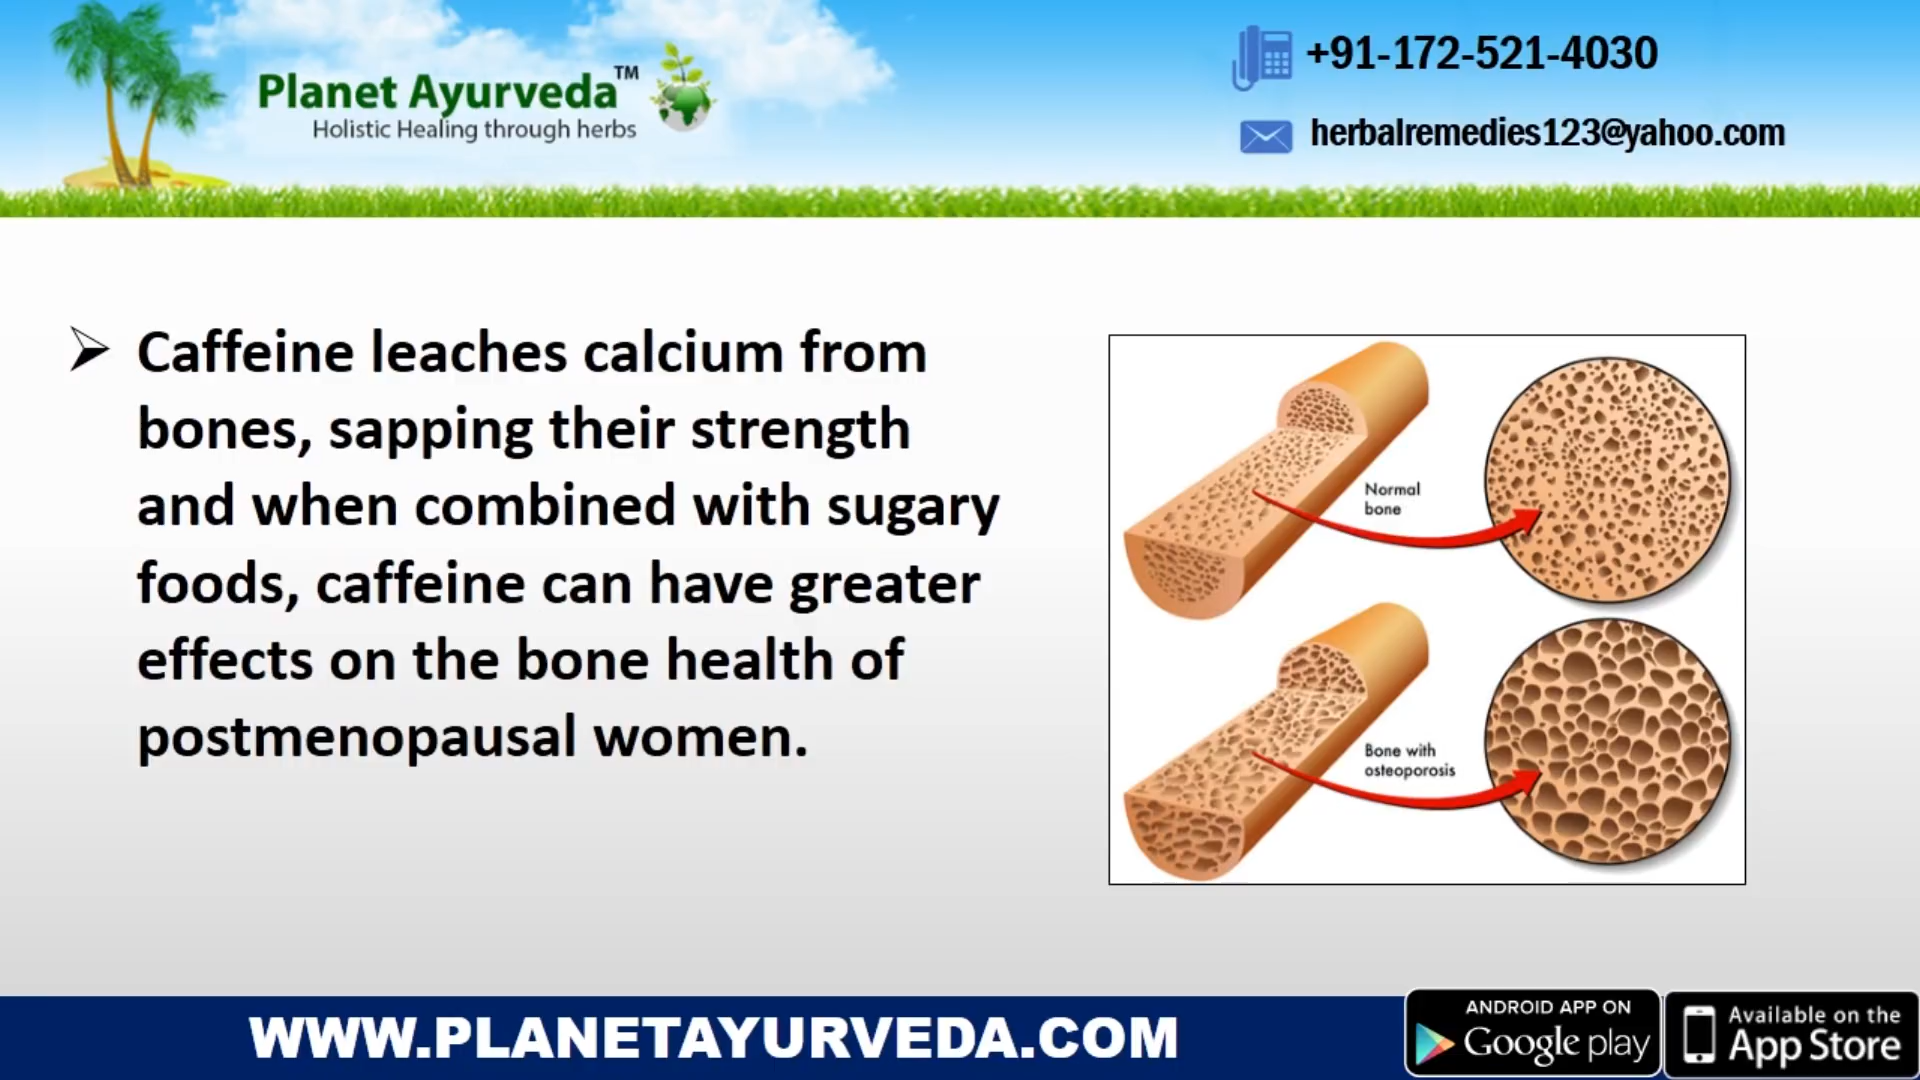 Planet Ayurveda™
Holistic Healing through herbs
+91-172-521-4030
herbalremedies123@yahoo.com
➢ Caffeine leaches calcium from
bones, sapping their strength
and when combined with sugary
foods, caffeine can have greater
effects on the bone health of
postmenopausal women.
Normal
bone
Bone with
osteoporosis
WWW.PLANETAYURVEDA.COM
ANDROID APP ON
Google play
Available on the
App Store